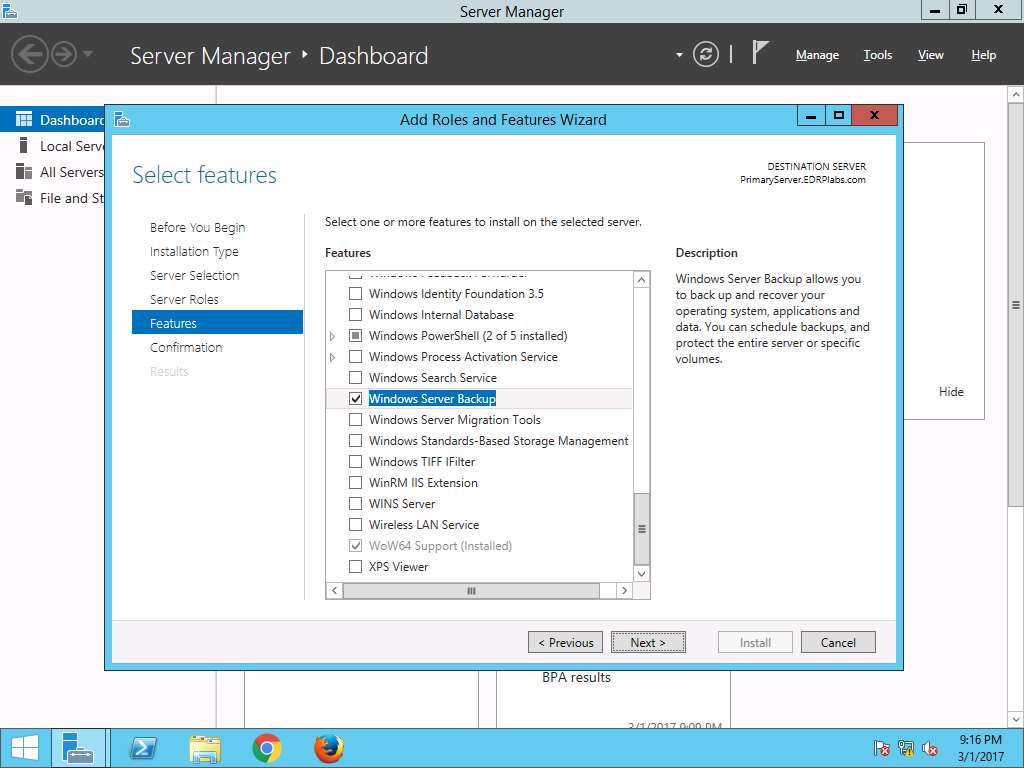 Server Manager
Server Manager ‣ Dashboard
Manage Tools View Help
Dashboard
Local Serve
All Servers
File and St
Add Roles and Features Wizard
Select features
DESTINATION SERVER
PrimaryServer.EDRPlabs.com
Before You Begin
Installation Type
Server Selection
Server Roles
Features
Confirmation
Results
Select one or more features to install on the selected server.
Features
Windows Identity Foundation 3.5
Windows Internal Database
Windows PowerShell (2 of 5 installed)
Windows Process Activation Service
Windows Search Service
Windows Server Backup
Windows Server Migration Tools
Windows Standards-Based Storage Management
Windows TIFF IFilter
WinRM IIS Extension
WINS Server
Wireless LAN Service
WoW64 Support (Installed)
XPS Viewer
Description
Windows Server Backup allows you
to back up and recover your
operating system, applications and
data. You can schedule backups, and
protect the entire server or specific
volumes.
Hide
< Previous
Next >
Install
Cancel
BPA results
3/1/2017 9:09 PM
9:16 PM
3/1/2017